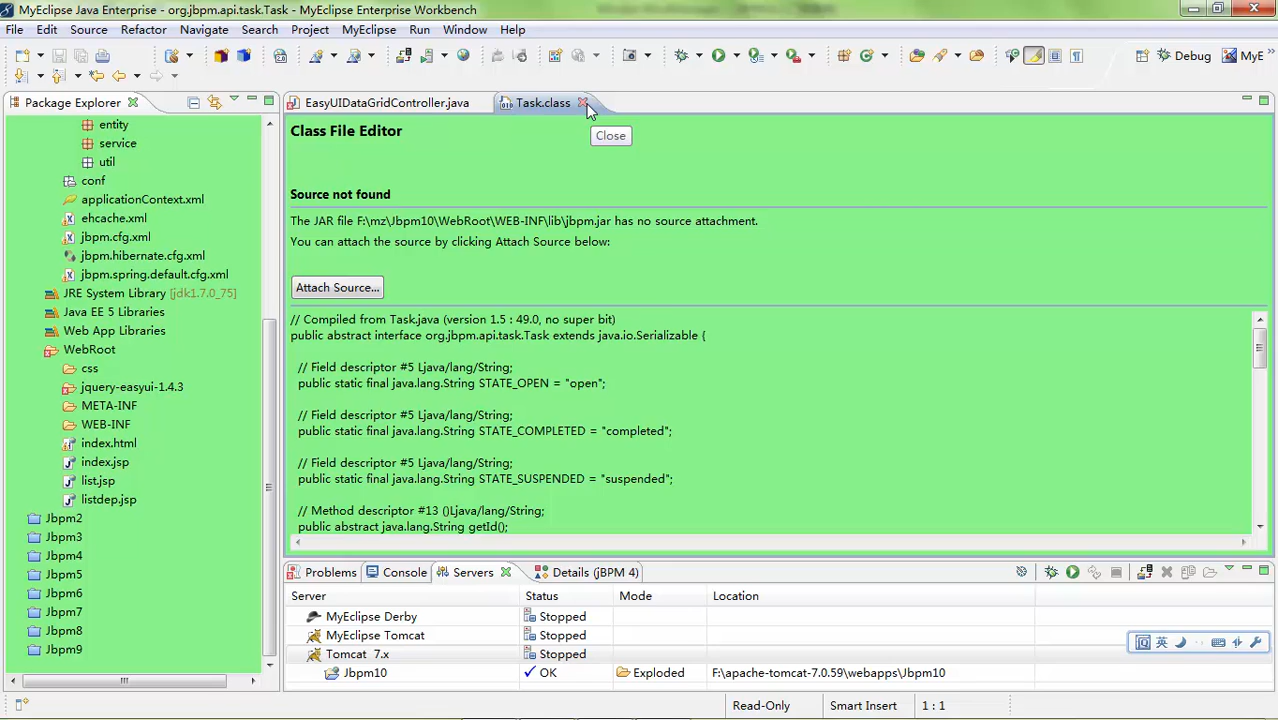 MyEclipse Java Enterprise - org.jbpm.api.task.Task - MyEclipse Enterprise Workbench
File Edit Source Refactor Navigate Search Project MyEclipse Run Window Help
Debug MyE
Package Explorer
EasyUIDataGridController.java
Task.class
Close
entity
service
util
conf
applicationContext.xml
ehcache.xml
jbpm.cfg.xml
jbpm.hibernate.cfg.xml
jbpm.spring.default.cfg.xml
JRE System Library [jdk1.7.0_75]
Java EE 5 Libraries
Web App Libraries
WebRoot
css
jquery-easyui-1.4.3
META-INF
WEB-INF
index.html
index.jsp
list.jsp
listdep.jsp
Jbpm2
Jbpm3
Jbpm4
Jbpm5
Jbpm6
Jbpm7
Jbpm8
Jbpm9
Class File Editor
Source not found
The JAR file F:\mz\Jbpm10\WebRoot\WEB-INF\lib\jbpm.jar has no source attachment.
You can attach the source by clicking Attach Source below:
Attach Source...
// Compiled from Task.java (version 1.5 : 49.0, no super bit)
public abstract interface org.jbpm.api.task.Task extends java.io.Serializable {
// Field descriptor #5 Ljava/lang/String;
public static final java.lang.String STATE_OPEN = "open";
// Field descriptor #5 Ljava/lang/String;
public static final java.lang.String STATE_COMPLETED = "completed";
// Field descriptor #5 Ljava/lang/String;
public static final java.lang.String STATE_SUSPENDED = "suspended";
// Method descriptor #13 ()Ljava/lang/String;
public abstract java.lang.String getId();
Problems Console Servers Details (jBPM 4)
Server Status Mode Location
MyEclipse Derby Stopped
MyEclipse Tomcat Stopped
Tomcat 7.x Stopped
Jbpm10 OK Exploded F:\apache-tomcat-7.0.59\webapps\Jbpm10
英
Read-Only Smart Insert 1 : 1